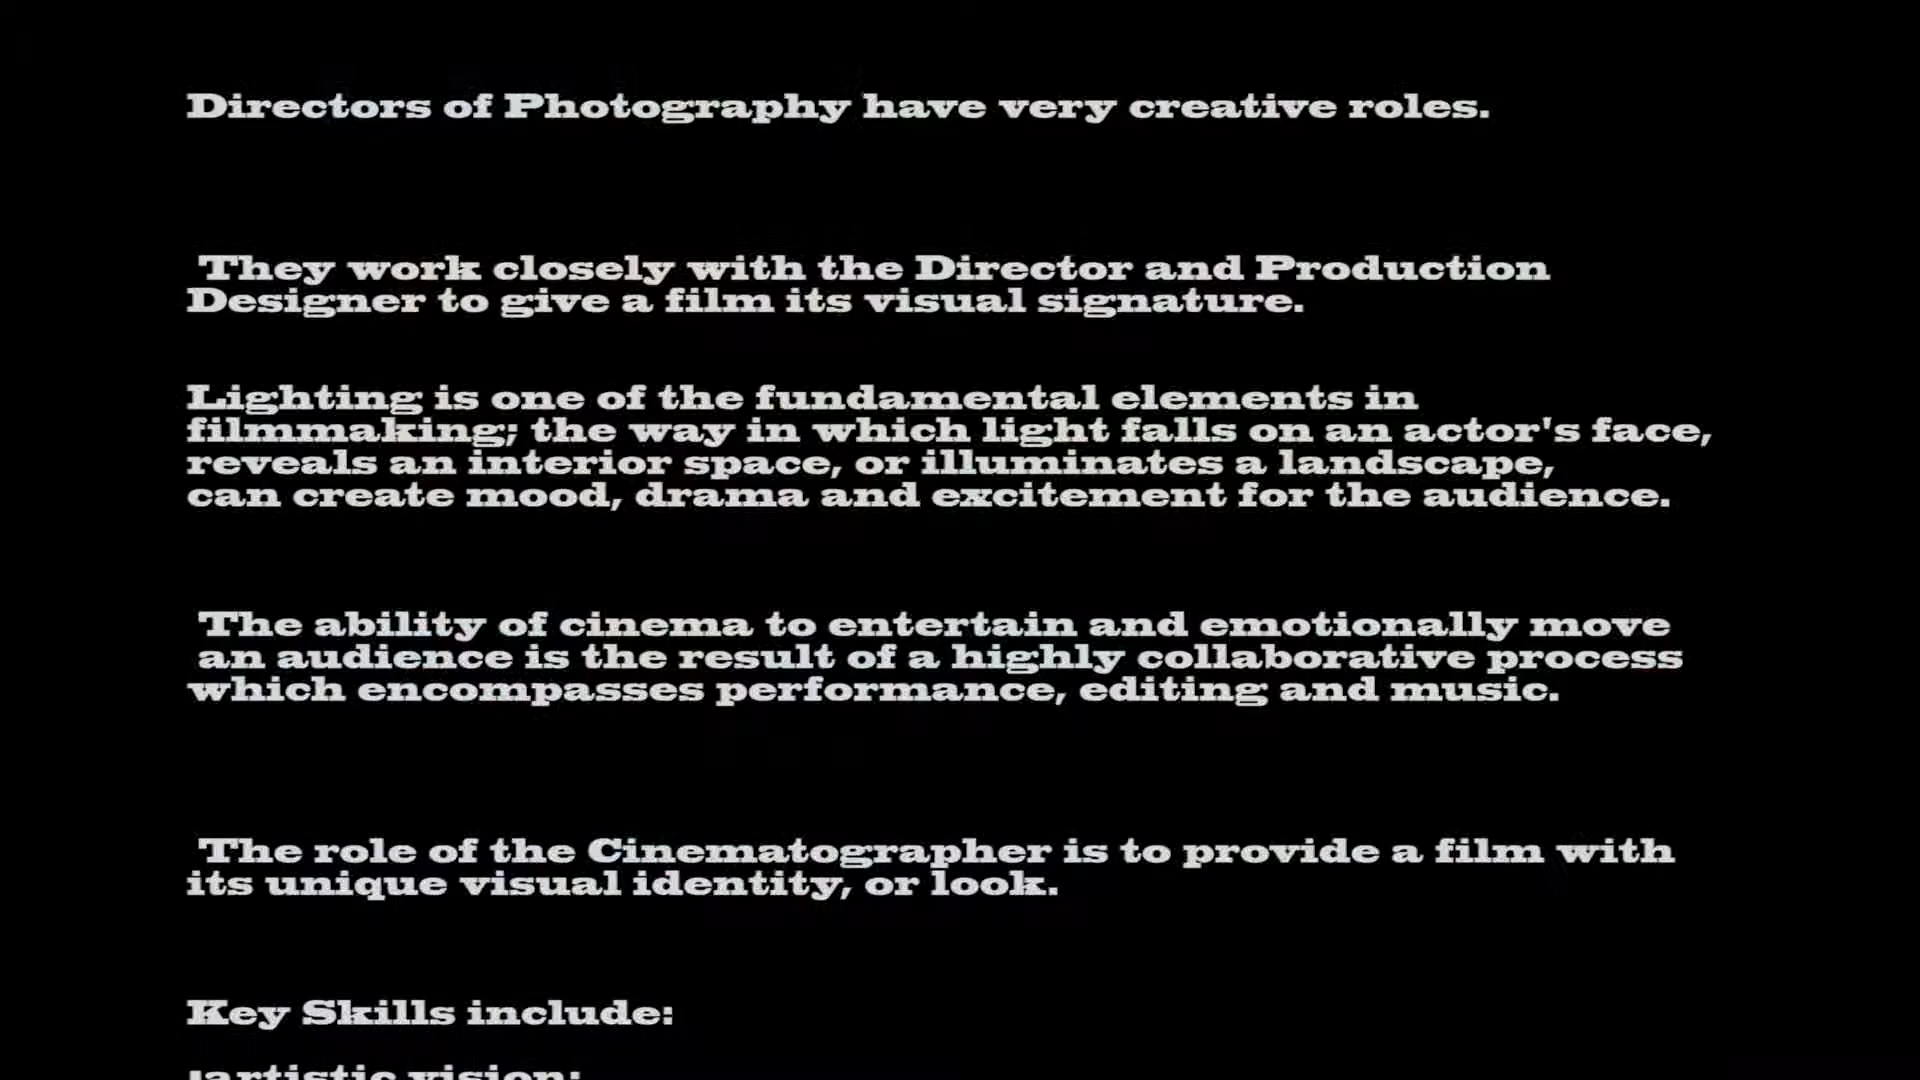 Directors of Photography have very creative roles.
They work closely with the Director and Production
Designer to give a film its visual signature.
Lighting is one of the fundamental elements in
filmmaking; the way in which light falls on an actor's face,
reveals an interior space, or illuminates a landscape,
can create mood, drama and excitement for the audience.
The ability of cinema to entertain and emotionally move
an audience is the result of a highly collaborative process
which encompasses performance, editing and music.
The role of the Cinematographer is to provide a film with
its unique visual identity, or look.
Key Skills include:
artistic vision;